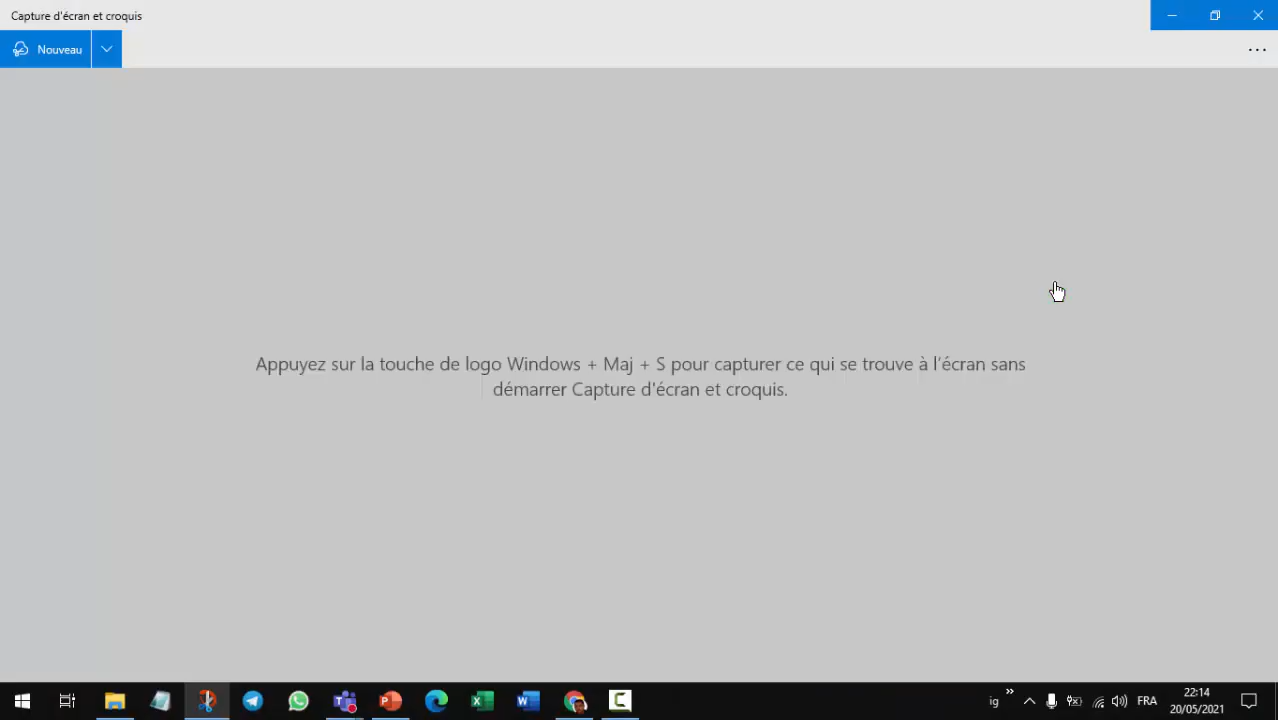 Capture d'écran et croquis
Nouveau
Appuyez sur la touche de logo Windows + Maj + S pour capturer ce qui se trouve à l'écran sans
démarrer Capture d'écran et croquis.
ig
FRA
22:14
20/05/2021